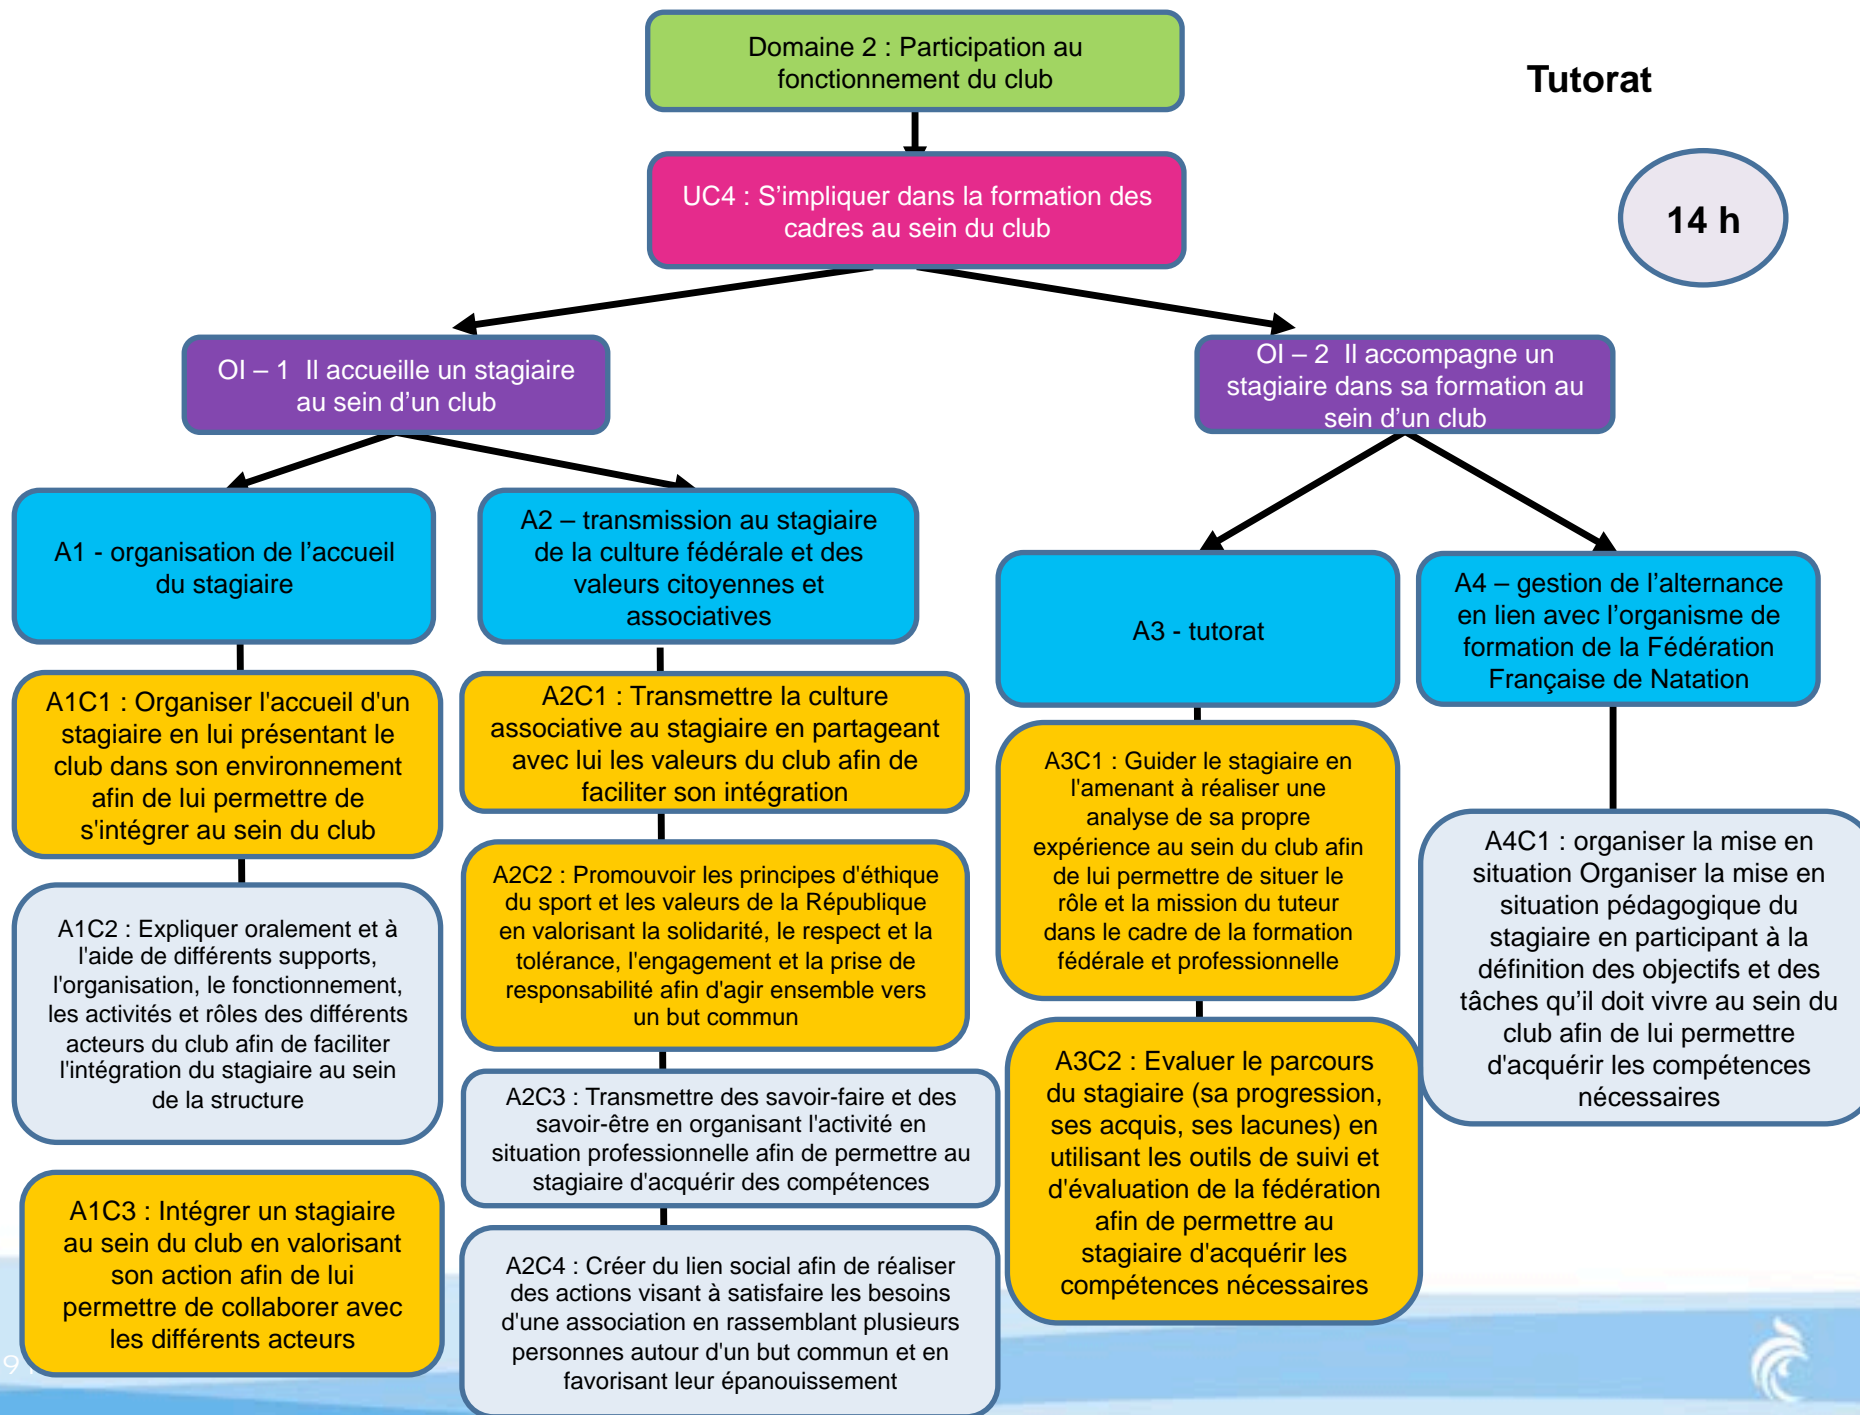 Domaine 2 : Participation au
fonctionnement du club
Tutorat
UC4 : S’impliquer dans la formation des
cadres au sein du club
14 h
OI – 1  Il accueille un stagiaire
au sein d’un club
OI – 2  Il accompagne un
stagiaire dans sa formation au
sein d’un club
A1 - organisation de l’accueil
du stagiaire
A2 – transmission au stagiaire
de la culture fédérale et des
valeurs citoyennes et
associatives
A3 - tutorat
A4 – gestion de l’alternance
en lien avec l’organisme de
formation de la Fédération
Française de Natation
A1C1 : Organiser l'accueil d'un
stagiaire en lui présentant le
club dans son environnement
afin de lui permettre de
s'intégrer au sein du club
A1C2 : Expliquer oralement et à
l'aide de différents supports,
l'organisation, le fonctionnement,
les activités et rôles des différents
acteurs du club afin de faciliter
l'intégration du stagiaire au sein
de la structure
A1C3 : Intégrer un stagiaire
au sein du club en valorisant
son action afin de lui
permettre de collaborer avec
les différents acteurs
A2C1 : Transmettre la culture
associative au stagiaire en partageant
avec lui les valeurs du club afin de
faciliter son intégration
A2C2 : Promouvoir les principes d'éthique
du sport et les valeurs de la République
en valorisant la solidarité, le respect et la
tolérance, l'engagement et la prise de
responsabilité afin d'agir ensemble vers
un but commun
A2C3 : Transmettre des savoir-faire et des
savoir-être en organisant l'activité en
situation professionnelle afin de permettre au
stagiaire d'acquérir des compétences
A2C4 : Créer du lien social afin de réaliser
des actions visant à satisfaire les besoins
d'une association en rassemblant plusieurs
personnes autour d'un but commun et en
favorisant leur épanouissement
A3C1 : Guider le stagiaire en
l'amenant à réaliser une
analyse de sa propre
expérience au sein du club afin
de lui permettre de situer le
rôle et la mission du tuteur
dans le cadre de la formation
fédérale et professionnelle
A3C2 : Evaluer le parcours
du stagiaire (sa progression,
ses acquis, ses lacunes) en
utilisant les outils de suivi et
d'évaluation de la fédération
afin de permettre au
stagiaire d'acquérir les
compétences nécessaires
A4C1 : organiser la mise en
situation Organiser la mise en
situation pédagogique du
stagiaire en participant à la
définition des objectifs et des
tâches qu’il doit vivre au sein du
club afin de lui permettre
d'acquérir les compétences
nécessaires